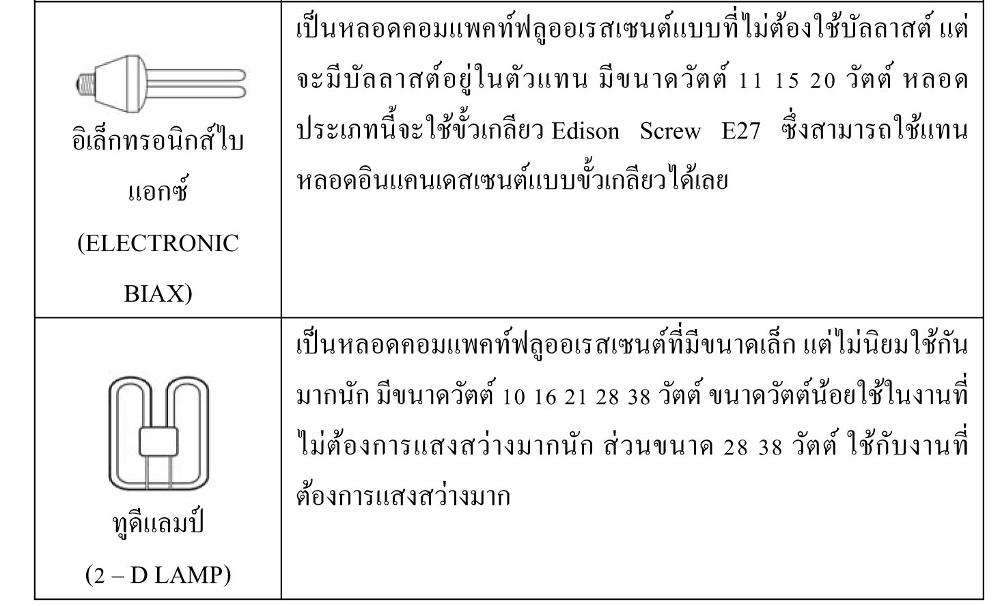 อิเล็กทรอนิกส์ไบ
แอกซ์
(ELECTRONIC
BIAX)
เป็นหลอดคอมแพคท์ฟลูออเรสเซนต์แบบที่ไม่ต้องใช้บัลลาสต์ แต่
จะมีบัลลาสต์อยู่ในตัวแทน มีขนาดวัตต์ 11 15 20 วัตต์ หลอด
ประเภทนี้จะใช้ขั้วเกลียว Edison Screw E27 ซึ่งสามารถใช้แทน
หลอดอินแคนเดสเซนต์แบบขั้วเกลียวได้เลย
ทูดีแลมป์
(2 – D LAMP)
เป็นหลอดคอมแพคท์ฟลูออเรสเซนต์ที่มีขนาดเล็ก แต่ไม่นิยมใช้กัน
มากนัก มีขนาดวัตต์ 10 16 21 28 38 วัตต์ ขนาดวัตต์น้อยใช้ในงานที่
ไม่ต้องการแสงสว่างมากนัก ส่วนขนาด 28 38 วัตต์ ใช้กับงานที่
ต้องการแสงสว่างมาก